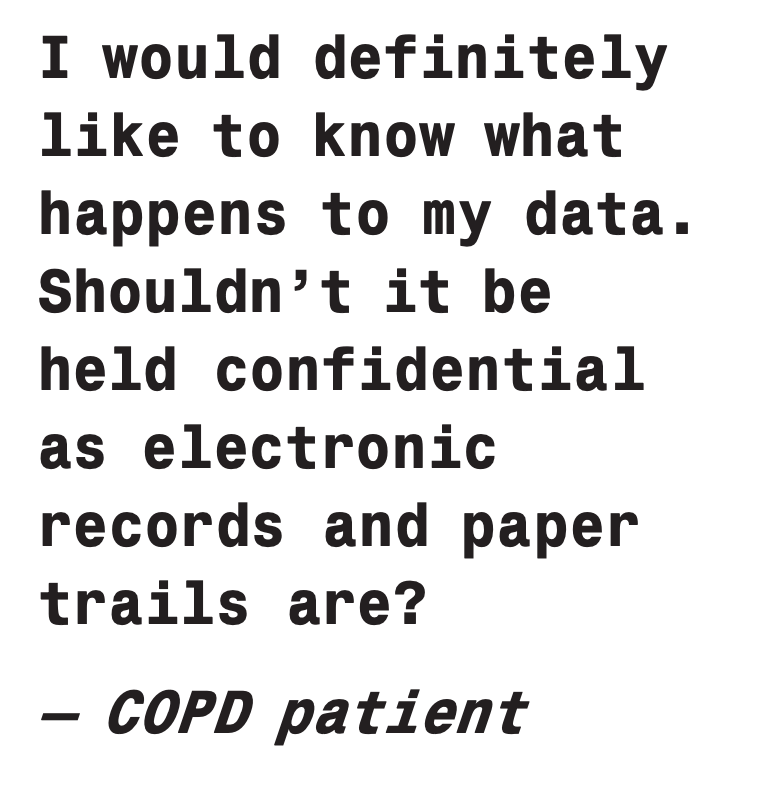 I would definitely
like to know what
happens to my data.
Shouldn’t it be
held confidential
as electronic
records and paper
trails are?
— COPD patient